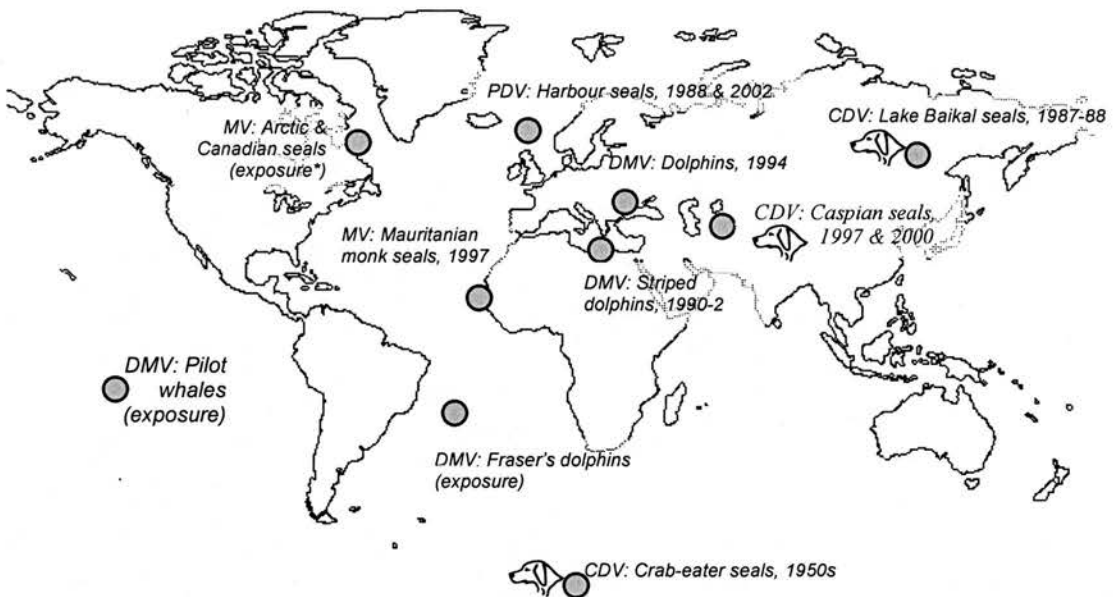 PDV: Harbour seals, 1988 & 2002
CDV: Lake Baikal seals, 1987-88
MV: Arctic &
Canadian seals
(exposure*)
DMV: Dolphins, 1994
CDV: Caspian seals,
1997 & 2000
MV: Mauritanian
monk seals, 1997
DMV: Striped
dolphins, 1990-2
DMV: Pilot
whales
(exposure)
DMV: Fraser's dolphins
(exposure)
CDV: Crab-eater seals, 1950s